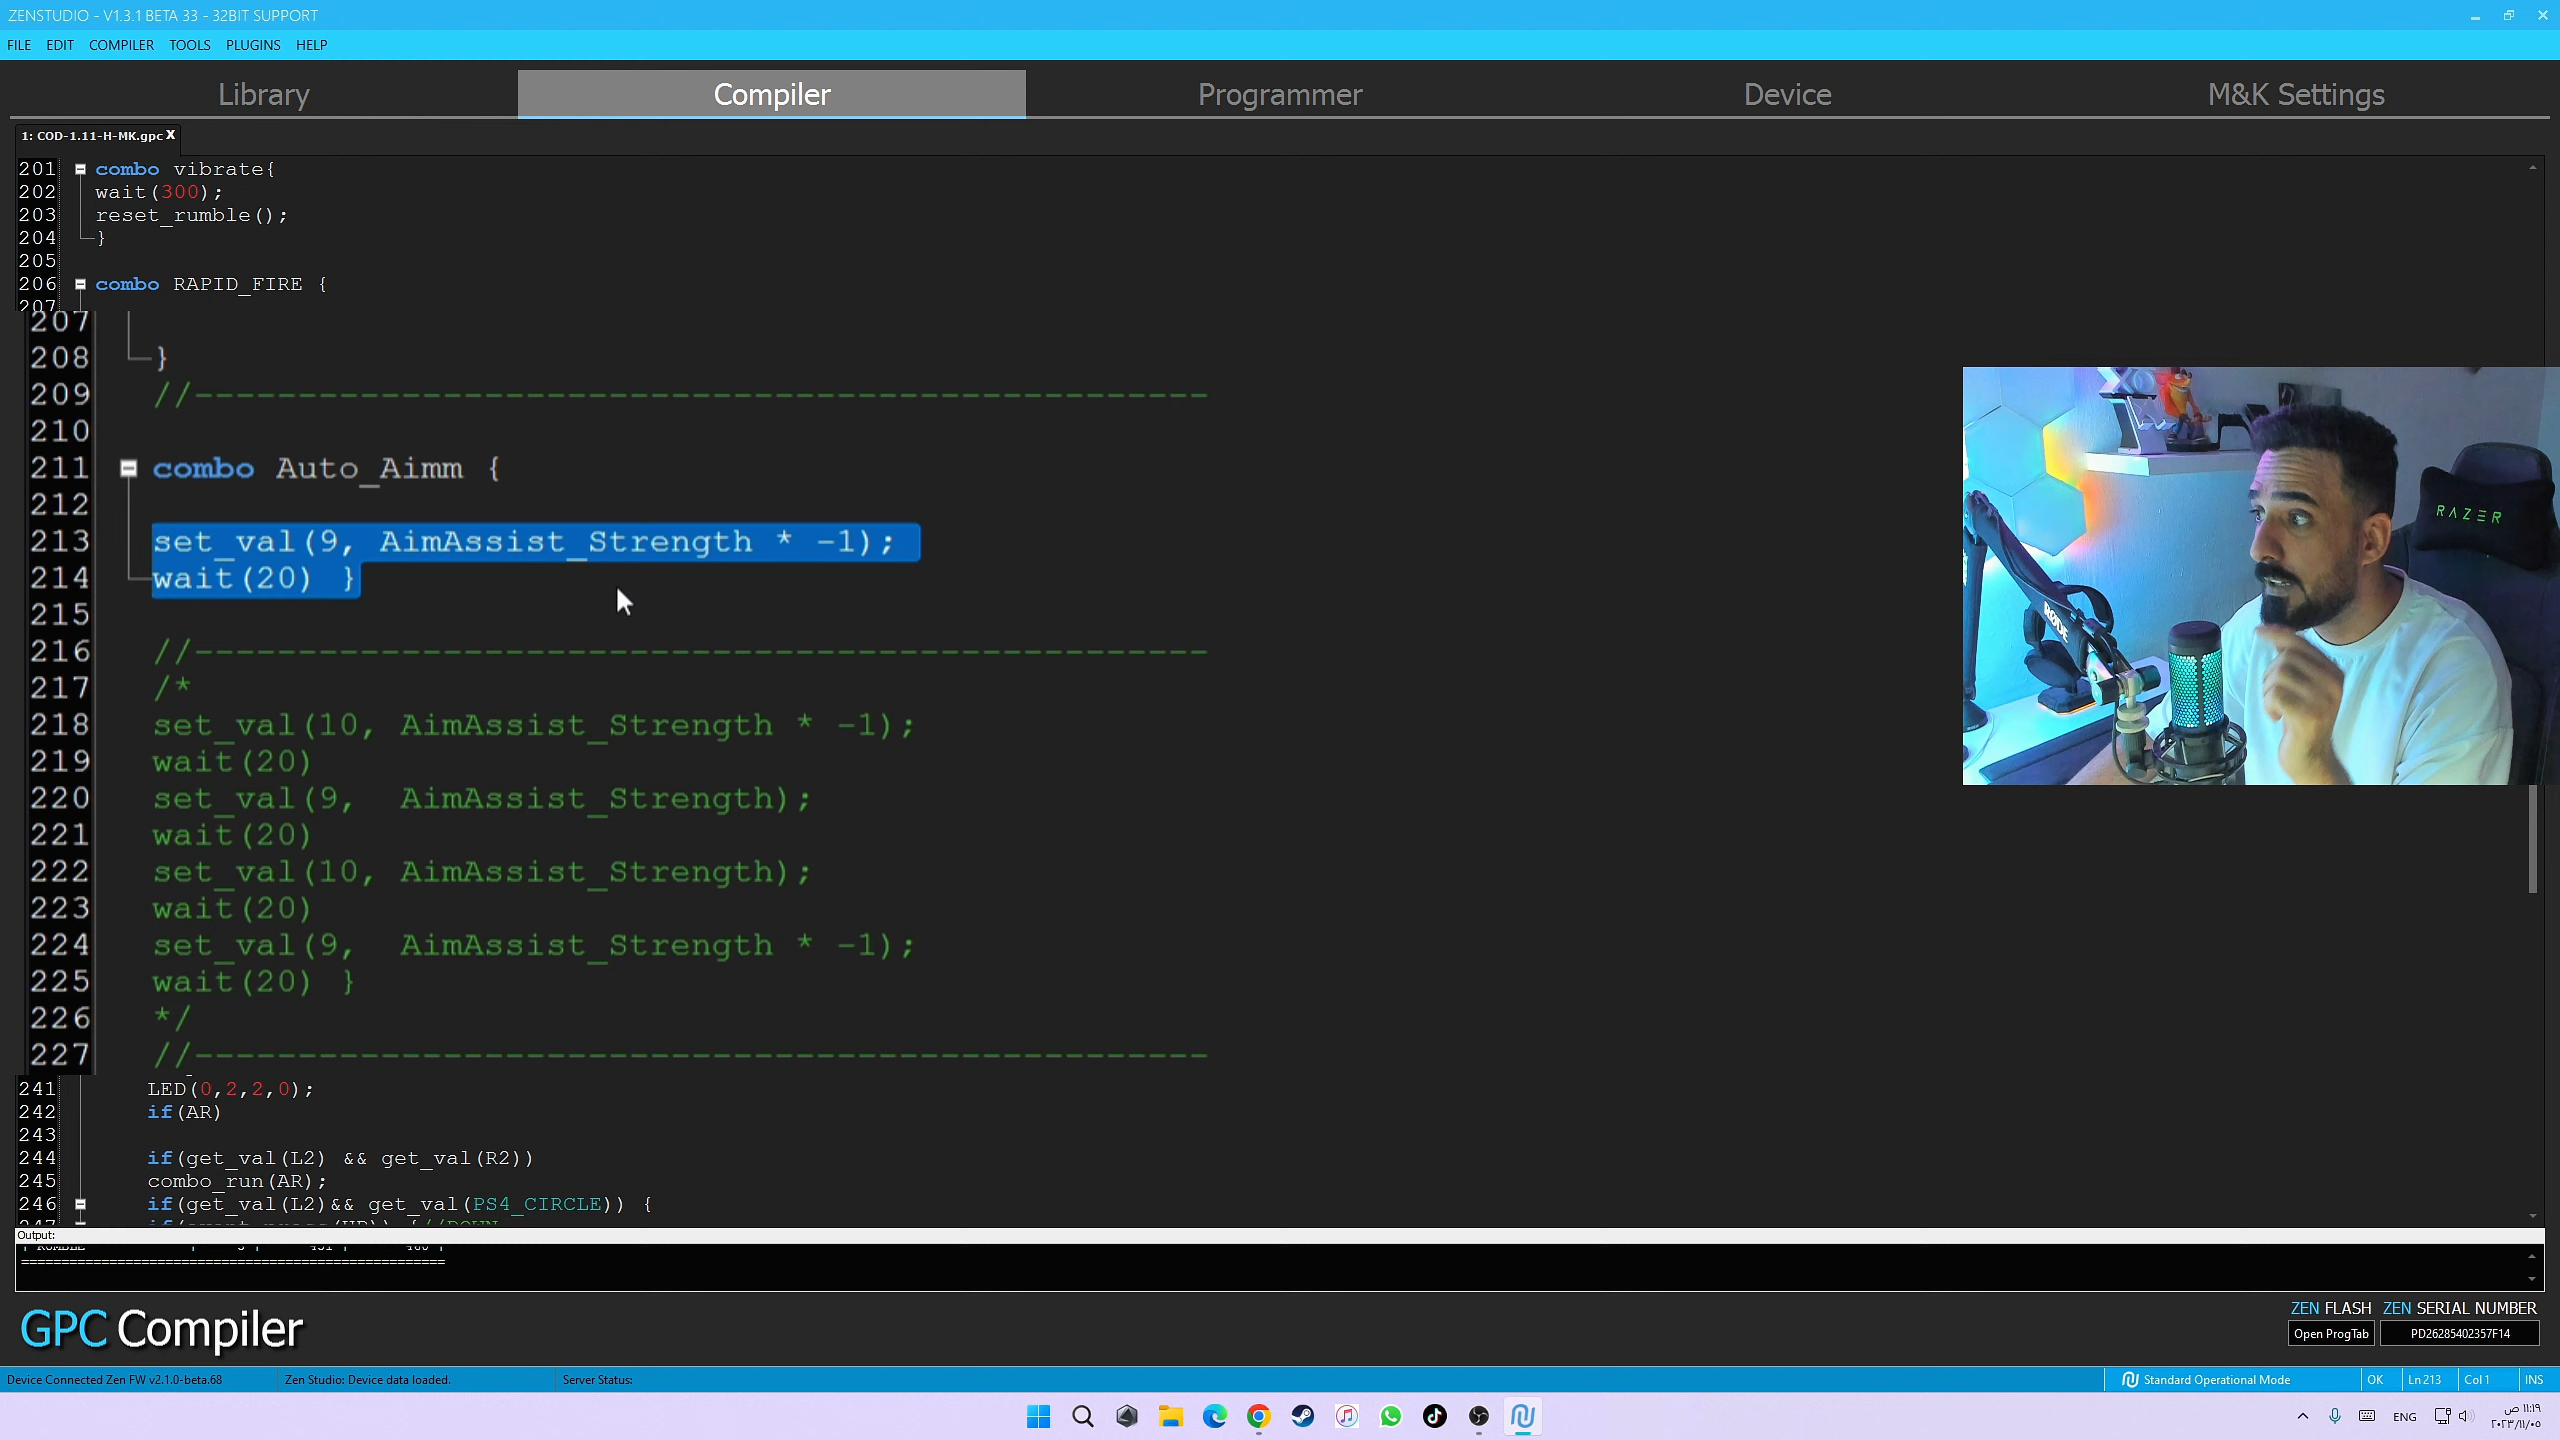 ZENSTUDIO - V1.3.1 BETA 33 - 32BIT SUPPORT
FILE EDIT COMPILER TOOLS PLUGINS HELP
Library Compiler Programmer Device M&K Settings
1: COD-1.11-H-MK.gpc X
201 combo vibrate{
202 wait(300);
203 reset_rumble();
204 }
205
206 combo RAPID_FIRE {
207
207
208 }
209 //-------------------------------------------------
210
211 combo Auto_Aimm {
212
213 set_val(9, AimAssist_Strength * -1);
214 wait(20) }
215
216 //-------------------------------------------------
217 /*
218 set_val(10, AimAssist_Strength * -1);
219 wait(20)
220 set_val(9,  AimAssist_Strength);
221 wait(20)
222 set_val(10, AimAssist_Strength);
223 wait(20)
224 set_val(9,  AimAssist_Strength * -1);
225 wait(20) }
226 */
227 //-------------------------------------------------
241 LED(0,2,2,0);
242 if(AR)
243
244 if(get_val(L2) && get_val(R2))
245 combo_run(AR);
246 if(get_val(L2)&& get_val(PS4_CIRCLE)) {
RAZER
RØDE
Output:
=====================================================
GPC Compiler
ZEN FLASH ZEN SERIAL NUMBER
Open ProgTab PD26285402357F14
Device Connected Zen FW v2.1.0-beta.68 Zen Studio: Device data loaded. Server Status: Standard Operational Mode OK Ln 213 Col 1 INS
ENG
١١:١٩ ص
٢٠٢٣/١١/٠٥